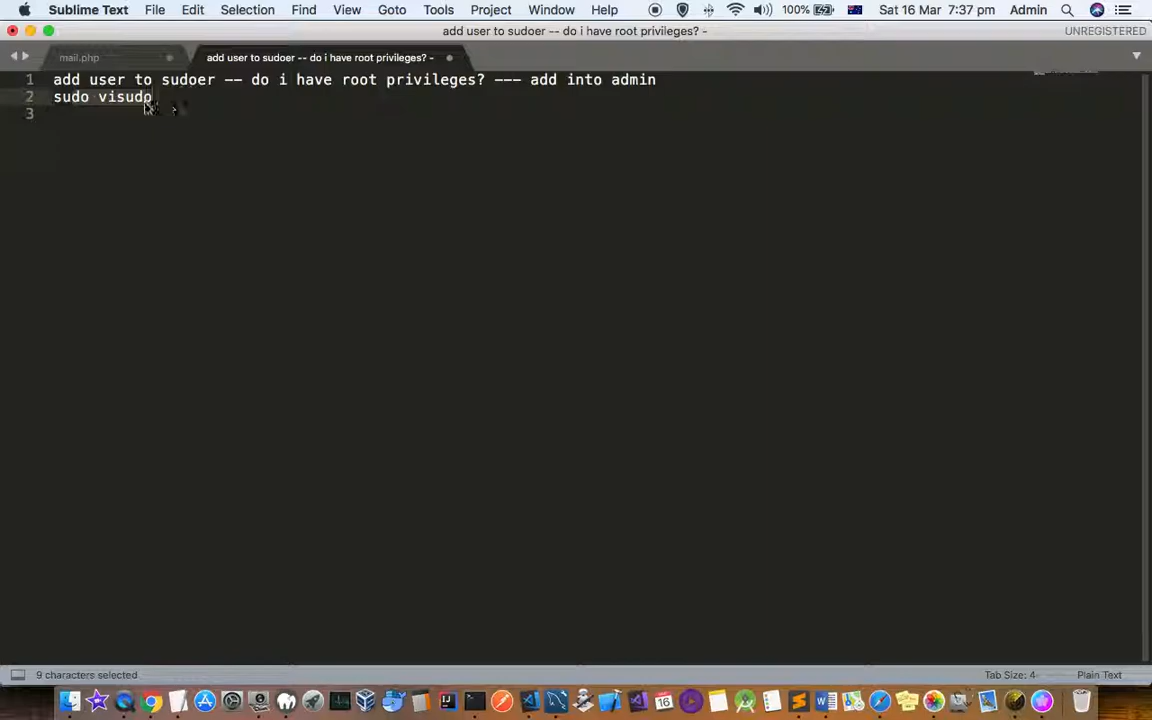 Sublime Text File Edit Selection Find View Goto Tools Project Window Help 100% Sat 16 Mar 7:37 pm Admin
add user to sudoer -- do i have root privileges? -- UNREGISTERED
mail.php add user to sudoer -- do i have root privileges? -
1 add user to sudoer -- do i have root privileges? --- add into admin
2 sudo visudo
3
9 characters selected Tab Size: 4 Plain Text
16